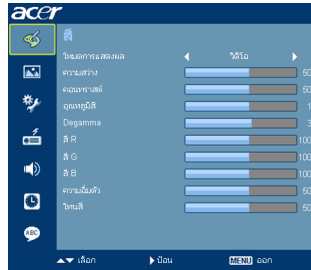 acer
สี
โหมดการแสดงผล วิดีโอ
ความสว่าง 50
คอนทราสต์ 50
อุณหภูมิสี 1
Degamma 3
สี R 100
สี G 100
สี B 100
ความอิ่มตัว 50
โทนสี 50
ABC
เลือก ป้อน MENU ออก